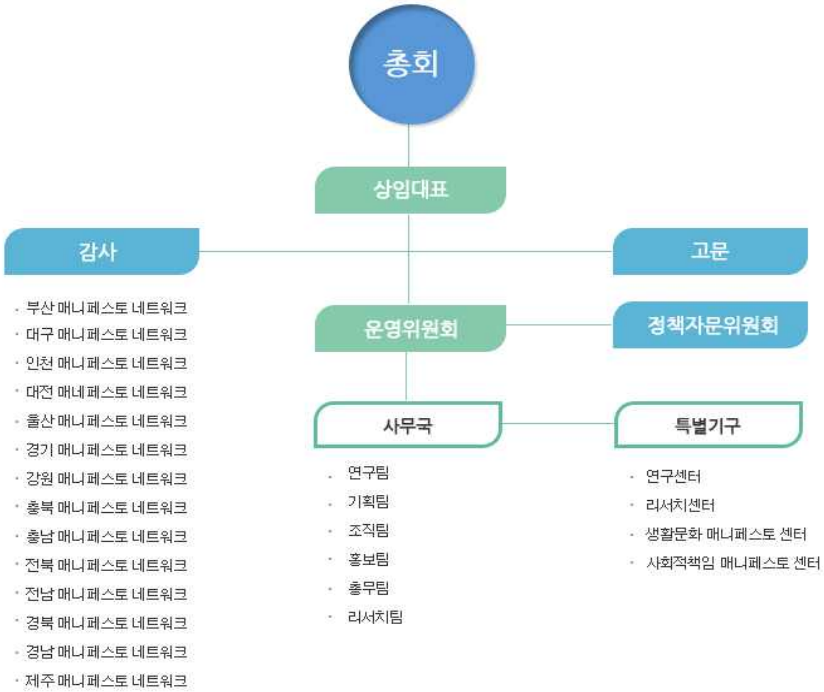 총회
상임대표
감사
고문
· 부산 매니페스토 네트워크
· 대구 매니페스토 네트워크
· 인천 매니페스토 네트워크
· 대전 매네페스토 네트워크
· 울산 매니페스토 네트워크
· 경기 매니페스토 네트워크
· 강원 매니페스토 네트워크
· 충북 매니페스토 네트워크
· 충남 매니페스토 네트워크
· 전북 매니페스토 네트워크
· 전남 매니페스토 네트워크
· 경북 매니페스토 네트워크
· 경남 매니페스토 네트워크
· 제주 매니페스토 네트워크
운영위원회
정책자문위원회
사무국
· 연구팀
· 기획팀
· 조직팀
· 홍보팀
· 총무팀
· 리서치팀
특별기구
· 연구센터
· 리서치센터
· 생활문화 매니페스토 센터
· 사회적책임 매니페스토 센터